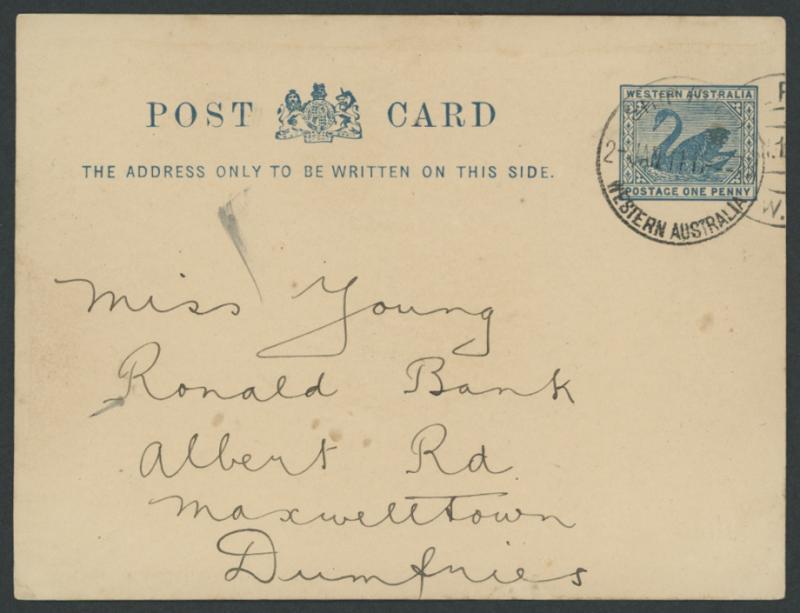 POST CARD
THE ADDRESS ONLY TO BE WRITTEN ON THIS SIDE.
WESTERN AUSTRALIA
POSTAGE ONE PENNY
WESTERN AUSTRALIA
W.
Miss Young
Ronald Bank
Albert Rd
Maxwelltown
Dumfries